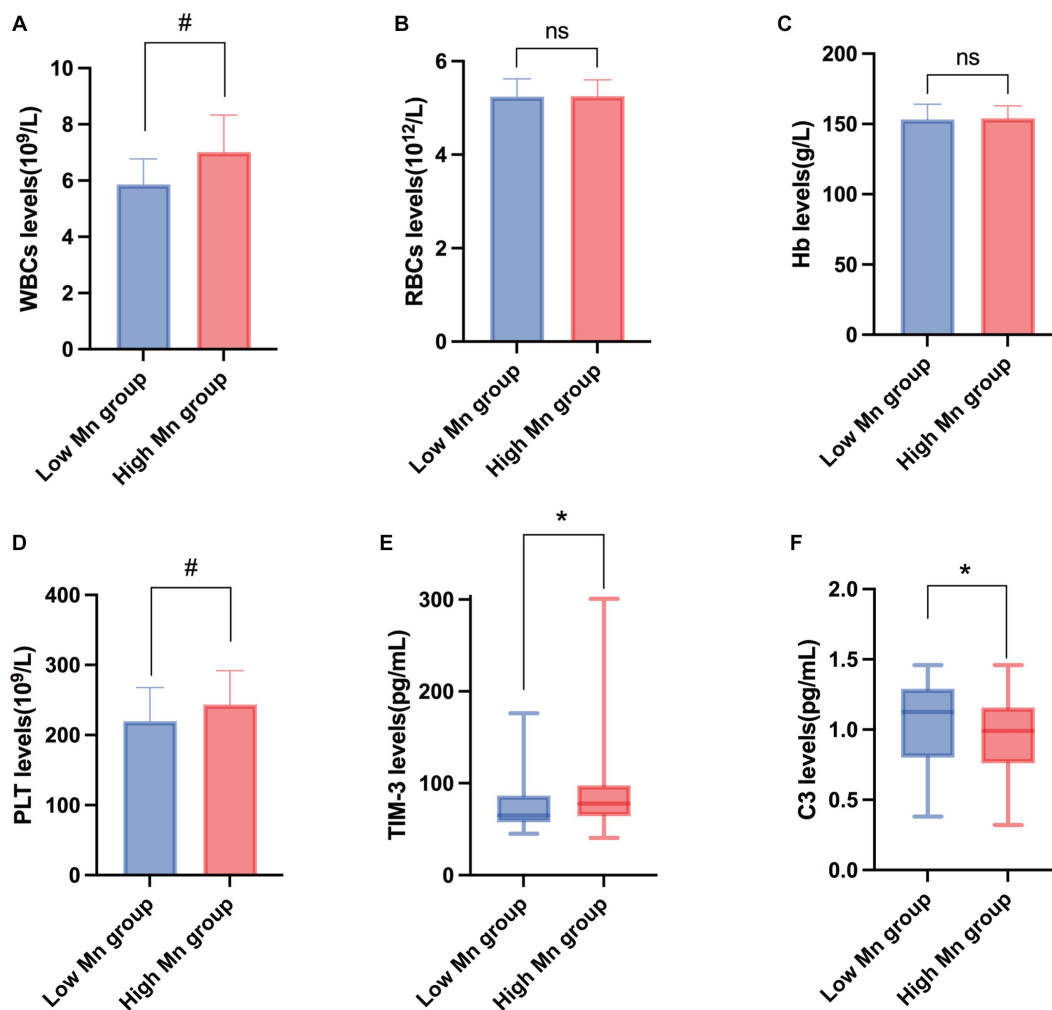 A
#
WBCs levels(10⁹/L)
10
8
6
4
2
0
Low Mn group
High Mn group
B
ns
RBCs levels(10¹²/L)
6
4
2
0
Low Mn group
High Mn group
C
ns
Hb levels(g/L)
200
150
100
50
0
Low Mn group
High Mn group
D
#
PLT levels(10⁹/L)
400
300
200
100
0
Low Mn group
High Mn group
E
*
TIM-3 levels(pg/mL)
300
200
100
0
Low Mn group
High Mn group
F
*
C3 levels(pg/mL)
2.0
1.5
1.0
0.5
0.0
Low Mn group
High Mn group